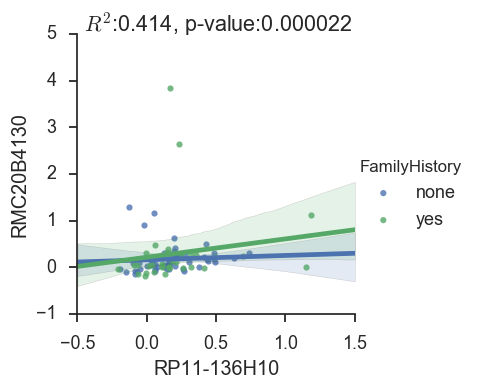 R²:0.414, p-value:0.000022
5
4
3
2
1
0
−1
RMC20B4130
−0.5 0.0 0.5 1.0 1.5
RP11-136H10
FamilyHistory
none
yes